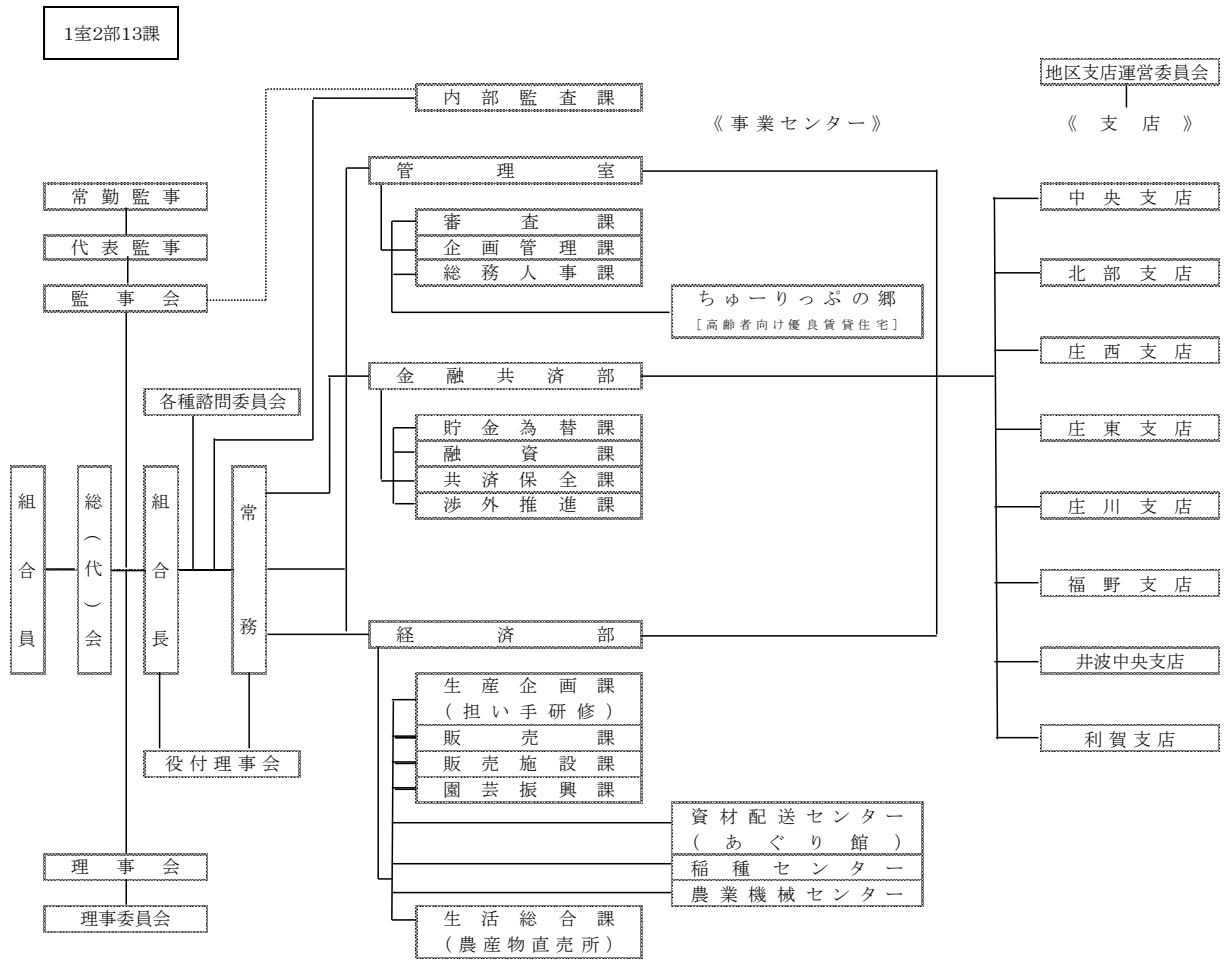 1室2部13課
地区支店運営委員会
内部監査課
《事業センター》
《支店》
管理室
常勤監事
中央支店
審査課
代表監事
企画管理課
総務人事課
北部支店
監事会
ちゅーりっぷの郷
[高齢者向け優良賃貸住宅]
庄西支店
金融共済部
各種諮問委員会
貯金為替課
庄東支店
融資課
共済保全課
渉外推進課
組合員
総（代）会
組合長
常務
庄川支店
福野支店
経済部
井波中央支店
生産企画課
(担い手研修)
販売課
利賀支店
役付理事会
販売施設課
園芸振興課
資材配送センター
(あぐり館)
理事会
稲種センター
農業機械センター
理事委員会
生活総合課
(農産物直売所)